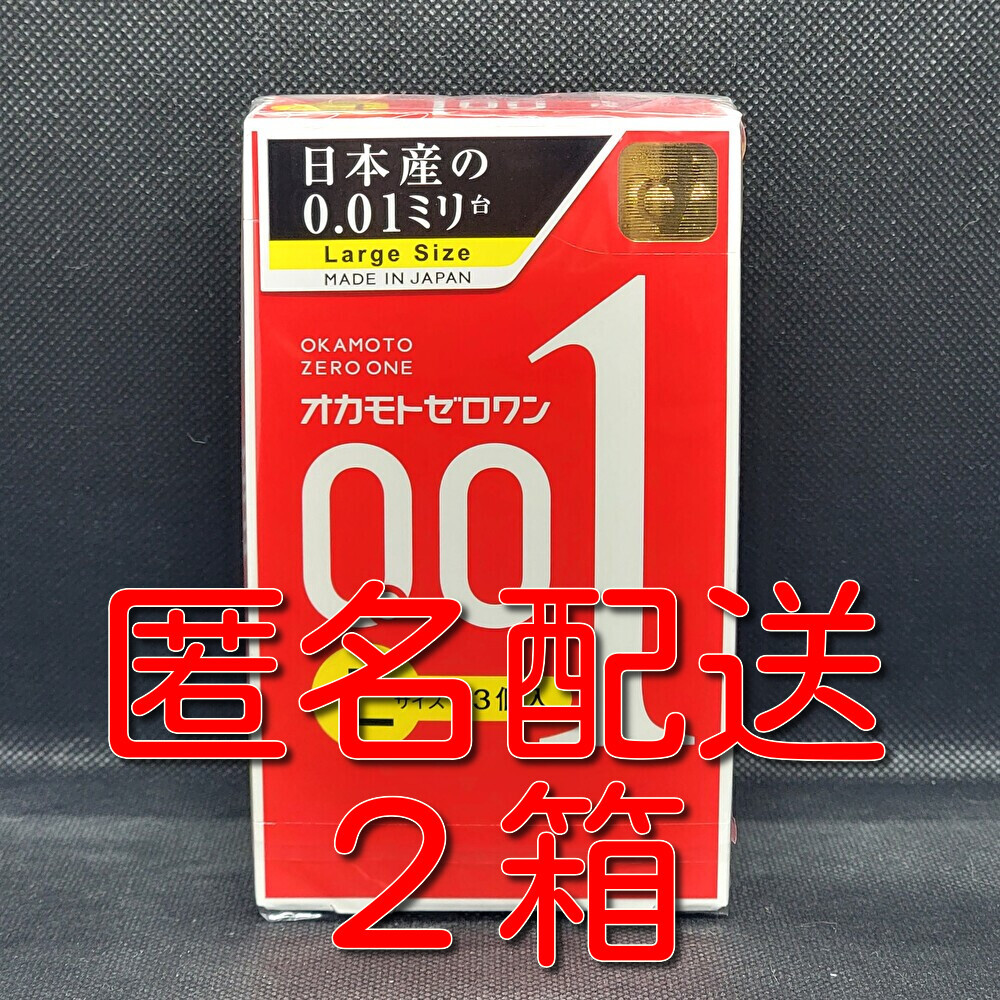 日本産の
0.01ミリ台
Large Size
MADE IN JAPAN
OKAMOTO
ZERO ONE
オカモトゼロワン
0.01
L
サイズ 3個入
匿名配送
2箱